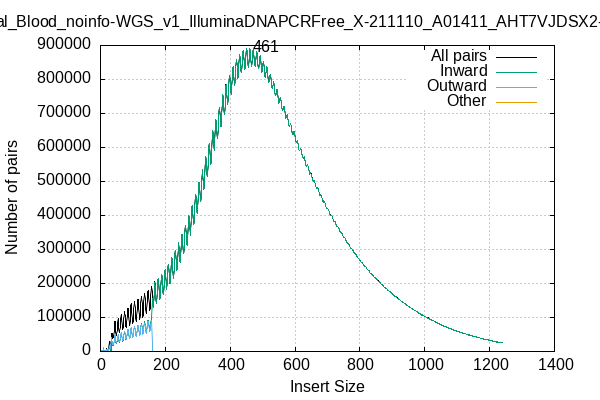 al_Blood_noinfo-WGS_v1_IlluminaDNAPCRFree_X-211110_A01411_AHT7VJDSX2-
900000
800000
700000
600000
500000
400000
300000
200000
100000
0
0 200 400 600 800 1000 1200 1400
Number of pairs
Insert Size
461
All pairs
Inward
Outward
Other